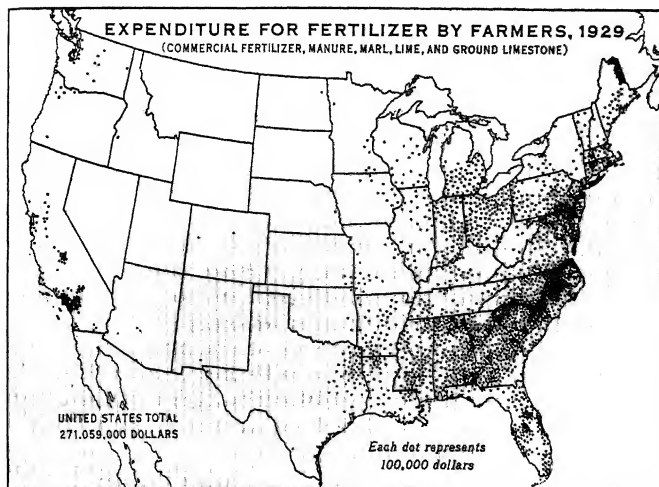 EXPENDITURE FOR FERTILIZER BY FARMERS, 1929
(COMMERCIAL FERTILIZER, MANURE, MARL, LIME, AND GROUND LIMESTONE)
UNITED STATES TOTAL
271.059.000 DOLLARS
Each dot represents
100,000 dollars